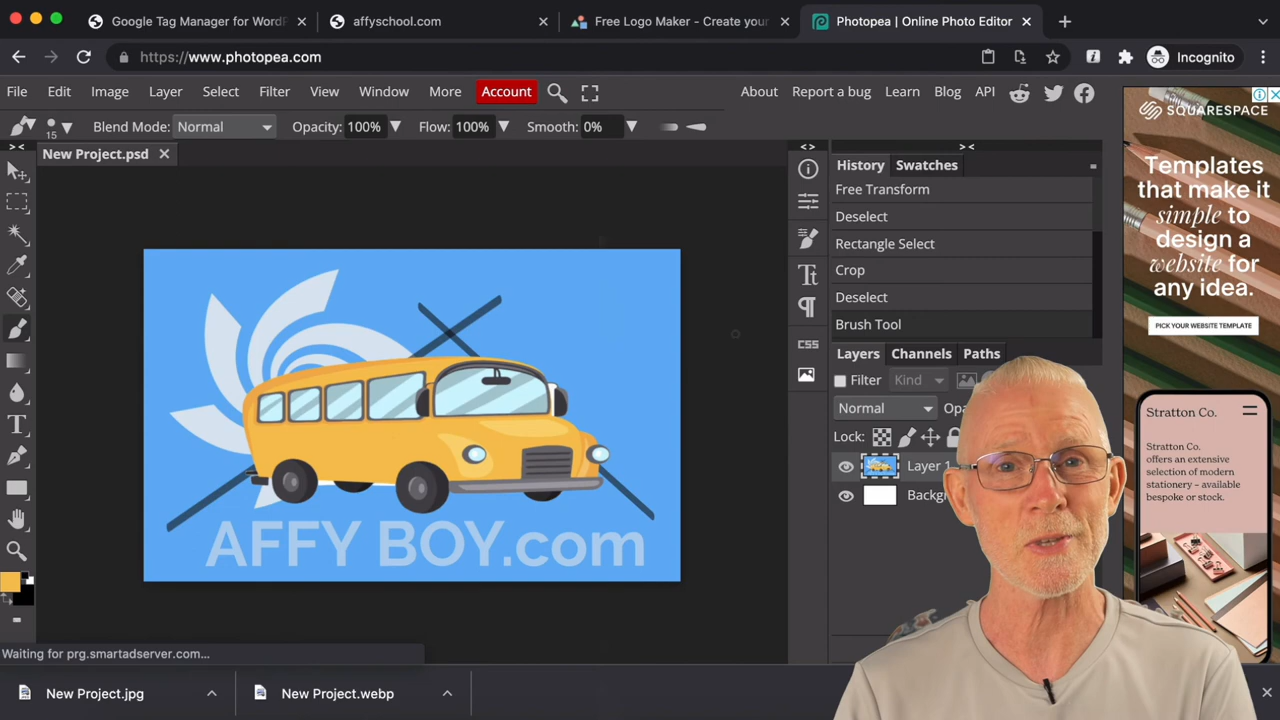 Google Tag Manager for WordP
affyschool.com
Free Logo Maker - Create your
Photopea | Online Photo Editor
https://www.photopea.com
Incognito
File Edit Image Layer Select Filter View Window More Account
About Report a bug Learn Blog API
15
Blend Mode: Normal Opacity: 100% Flow: 100% Smooth: 0%
New Project.psd
History Swatches
Free Transform
Deselect
Rectangle Select
Crop
Deselect
Brush Tool
Layers Channels Paths
Filter Kind
Normal Opa
Lock:
Layer 1
Backg
CSS
AFFY BOY.com
SQUARESPACE
Templates
that make it
simple to
design a
website for
any idea.
PICK YOUR WEBSITE TEMPLATE
Stratton Co.
Stratton Co.
offers an extensive
selection of modern
stationery – available
bespoke or stock.
Waiting for prg.smartadserver.com...
New Project.jpg
New Project.webp